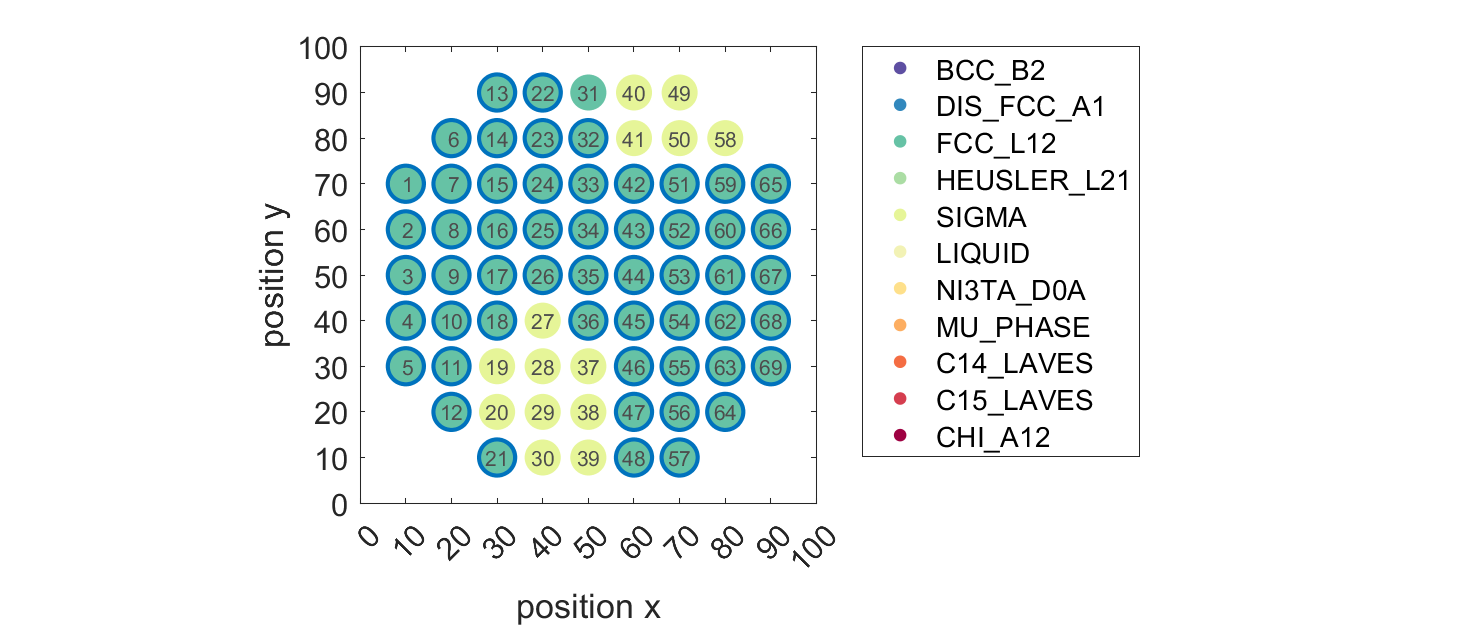 100
90
80
70
60
50
40
30
20
10
0
position y
13 22 31 40 49
6 14 23 32 41 50 58
1 7 15 24 33 42 51 59 65
2 8 16 25 34 43 52 60 66
3 9 17 26 35 44 53 61 67
4 10 18 27 36 45 54 62 68
5 11 19 28 37 46 55 63 69
12 20 29 38 47 56 64
21 30 39 48 57
0 10 20 30 40 50 60 70 80 90 100
position x
BCC_B2
DIS_FCC_A1
FCC_L12
HEUSLER_L21
SIGMA
LIQUID
NI3TA_D0A
MU_PHASE
C14_LAVES
C15_LAVES
CHI_A12